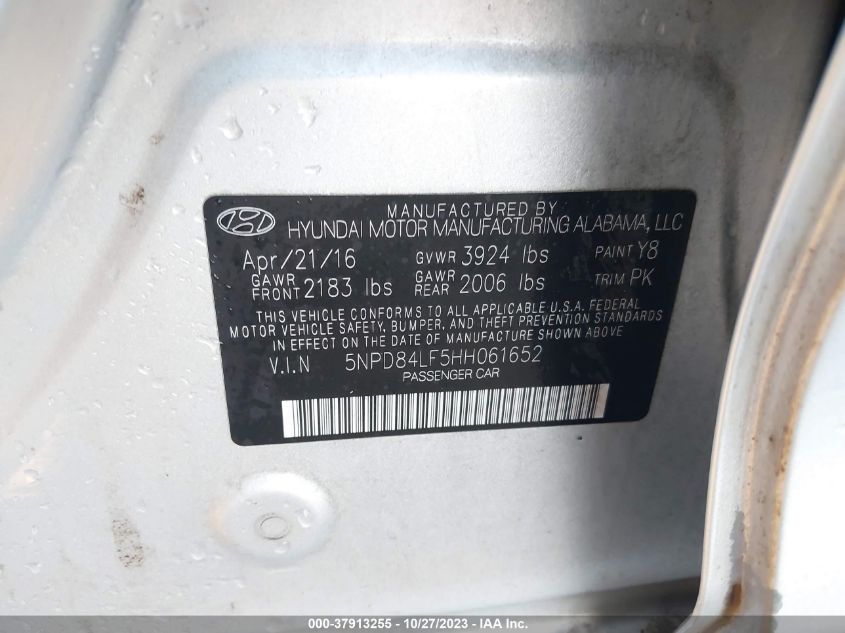 MANUFACTURED BY
HYUNDAI MOTOR MANUFACTURING ALABAMA, LLC
Apr/21/16 GVWR 3924 lbs PAINT Y8
GAWR FRONT 2183 lbs GAWR REAR 2006 lbs TRIM PK
THIS VEHICLE CONFORMS TO ALL APPLICABLE U.S.A. FEDERAL
MOTOR VEHICLE SAFETY, BUMPER, AND THEFT PREVENTION STANDARDS
IN EFFECT ON THE DATE OF MANUFACTURE SHOWN ABOVE.
V.I.N 5NPD84LF5HH061652
PASSENGER CAR
000-37913255 - 10/27/2023 - IAA Inc.